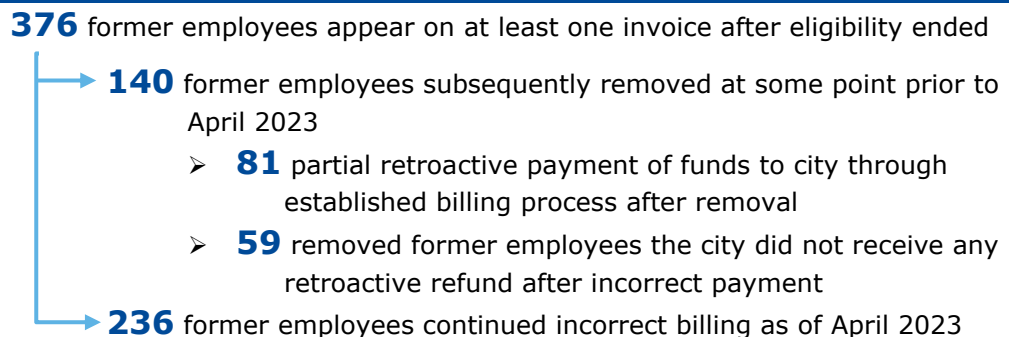 376 former employees appear on at least one invoice after eligibility ended
140 former employees subsequently removed at some point prior to
April 2023
➢ 81 partial retroactive payment of funds to city through
established billing process after removal
➢ 59 removed former employees the city did not receive any
retroactive refund after incorrect payment
236 former employees continued incorrect billing as of April 2023